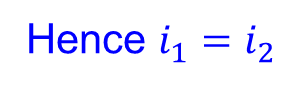 Hence i₁ = i₂